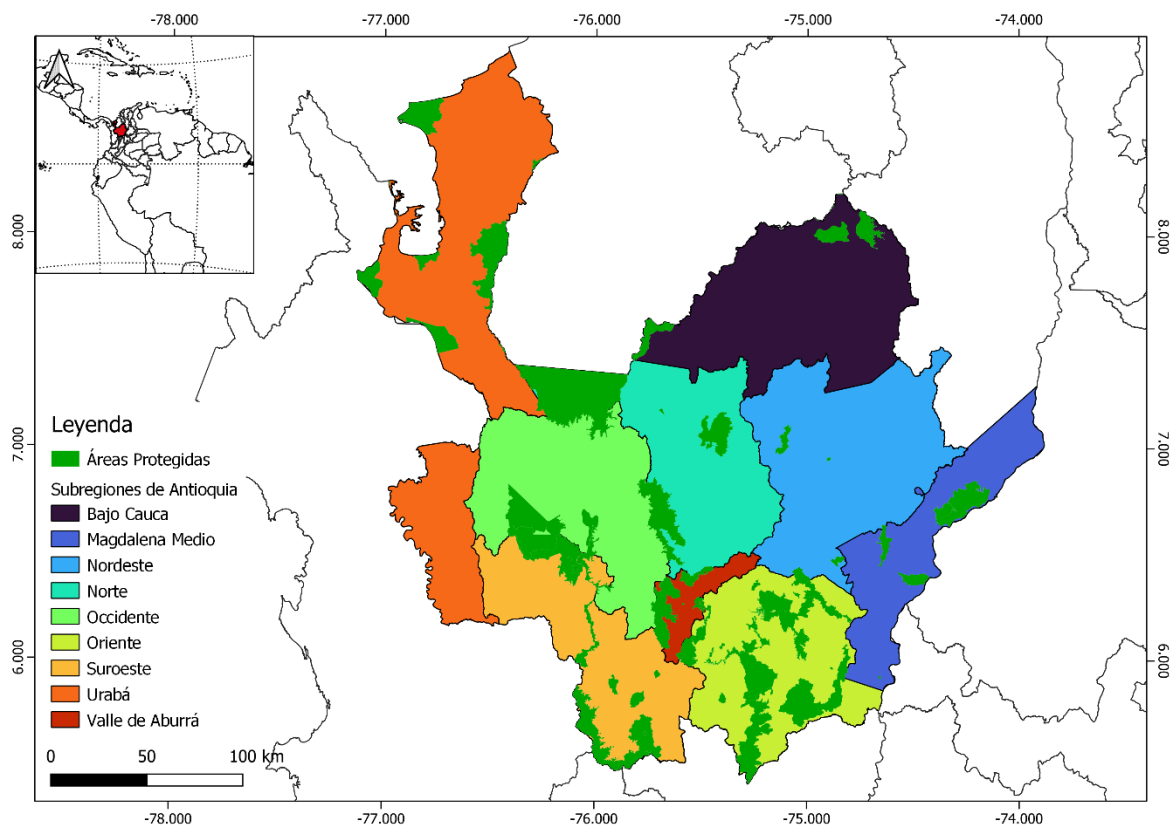 -78.000 -77.000 -76.000 -75.000 -74.000
8.000
8.000
7.000
7.000
6.000
6.000
Leyenda
Áreas Protegidas
Subregiones de Antioquia
Bajo Cauca
Magdalena Medio
Nordeste
Norte
Occidente
Oriente
Suroeste
Urabá
Valle de Aburrá
0 50 100 km
-78.000 -77.000 -76.000 -75.000 -74.000